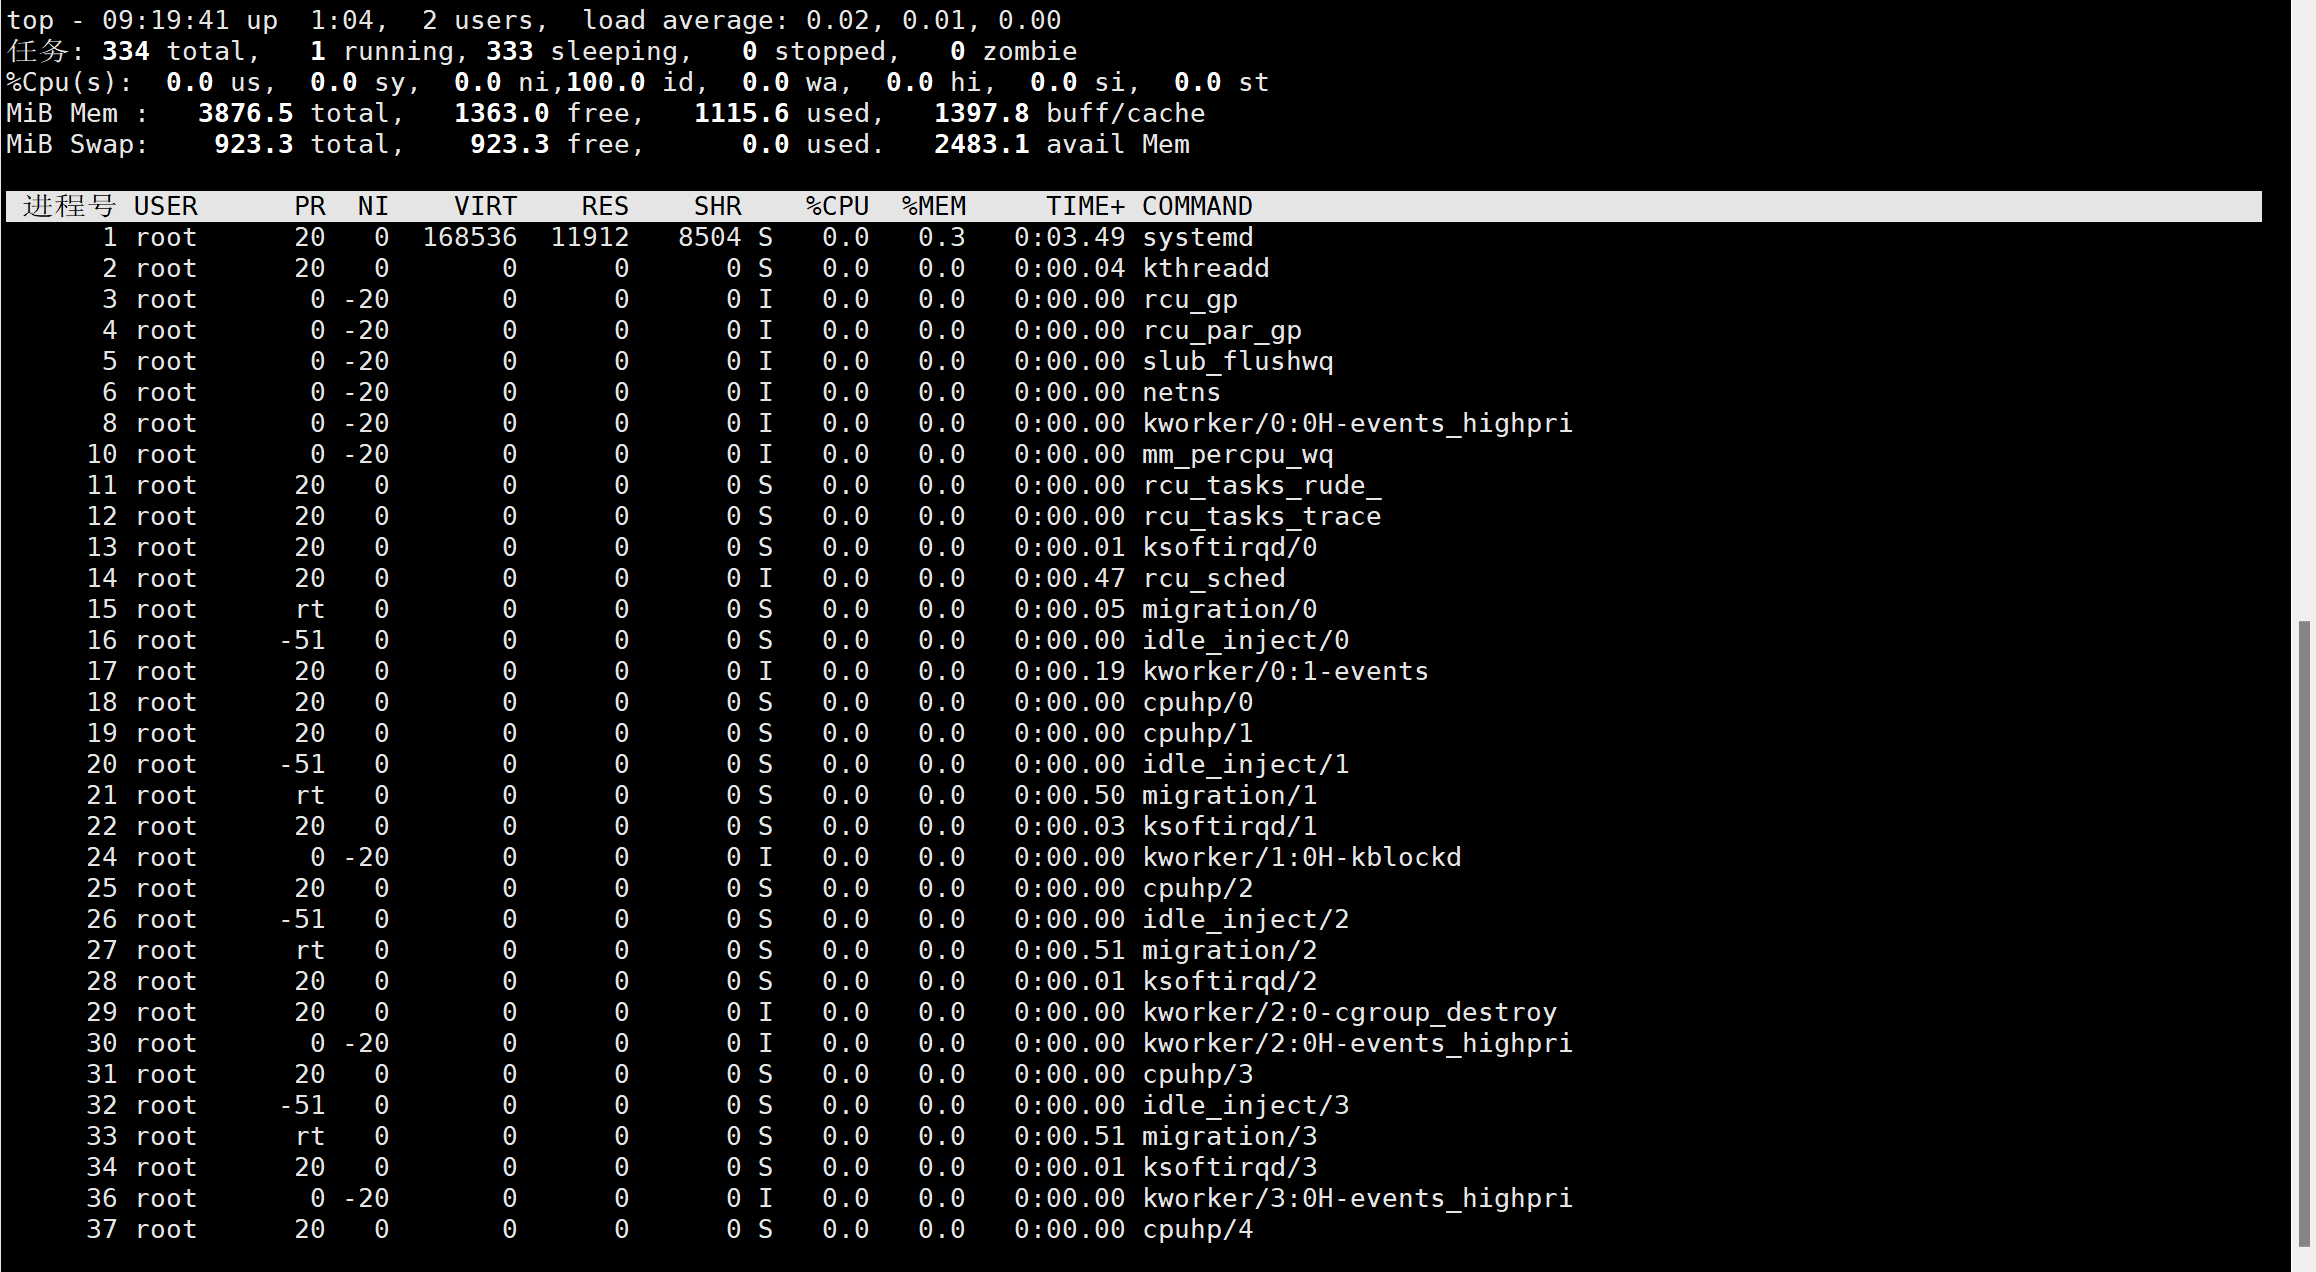 top - 09:19:41 up  1:04,  2 users,  load average: 0.02, 0.01, 0.00
任务: 334 total,   1 running, 333 sleeping,   0 stopped,   0 zombie
%Cpu(s):  0.0 us,  0.0 sy,  0.0 ni,100.0 id,  0.0 wa,  0.0 hi,  0.0 si,  0.0 st
MiB Mem :   3876.5 total,   1363.0 free,   1115.6 used,   1397.8 buff/cache
MiB Swap:    923.3 total,    923.3 free,      0.0 used.   2483.1 avail Mem
进程号 USER      PR  NI    VIRT    RES    SHR    %CPU  %MEM     TIME+ COMMAND
1 root      20   0  168536  11912   8504 S   0.0   0.3   0:03.49 systemd
2 root      20   0       0      0      0 S   0.0   0.0   0:00.04 kthreadd
3 root       0 -20       0      0      0 I   0.0   0.0   0:00.00 rcu_gp
4 root       0 -20       0      0      0 I   0.0   0.0   0:00.00 rcu_par_gp
5 root       0 -20       0      0      0 I   0.0   0.0   0:00.00 slub_flushwq
6 root       0 -20       0      0      0 I   0.0   0.0   0:00.00 netns
8 root       0 -20       0      0      0 I   0.0   0.0   0:00.00 kworker/0:0H-events_highpri
10 root       0 -20       0      0      0 I   0.0   0.0   0:00.00 mm_percpu_wq
11 root      20   0       0      0      0 S   0.0   0.0   0:00.00 rcu_tasks_rude_
12 root      20   0       0      0      0 S   0.0   0.0   0:00.00 rcu_tasks_trace
13 root      20   0       0      0      0 S   0.0   0.0   0:00.01 ksoftirqd/0
14 root      20   0       0      0      0 I   0.0   0.0   0:00.47 rcu_sched
15 root      rt   0       0      0      0 S   0.0   0.0   0:00.05 migration/0
16 root     -51   0       0      0      0 S   0.0   0.0   0:00.00 idle_inject/0
17 root      20   0       0      0      0 I   0.0   0.0   0:00.19 kworker/0:1-events
18 root      20   0       0      0      0 S   0.0   0.0   0:00.00 cpuhp/0
19 root      20   0       0      0      0 S   0.0   0.0   0:00.00 cpuhp/1
20 root     -51   0       0      0      0 S   0.0   0.0   0:00.00 idle_inject/1
21 root      rt   0       0      0      0 S   0.0   0.0   0:00.50 migration/1
22 root      20   0       0      0      0 S   0.0   0.0   0:00.03 ksoftirqd/1
24 root       0 -20       0      0      0 I   0.0   0.0   0:00.00 kworker/1:0H-kblockd
25 root      20   0       0      0      0 S   0.0   0.0   0:00.00 cpuhp/2
26 root     -51   0       0      0      0 S   0.0   0.0   0:00.00 idle_inject/2
27 root      rt   0       0      0      0 S   0.0   0.0   0:00.51 migration/2
28 root      20   0       0      0      0 S   0.0   0.0   0:00.01 ksoftirqd/2
29 root      20   0       0      0      0 I   0.0   0.0   0:00.00 kworker/2:0-cgroup_destroy
30 root       0 -20       0      0      0 I   0.0   0.0   0:00.00 kworker/2:0H-events_highpri
31 root      20   0       0      0      0 S   0.0   0.0   0:00.00 cpuhp/3
32 root     -51   0       0      0      0 S   0.0   0.0   0:00.00 idle_inject/3
33 root      rt   0       0      0      0 S   0.0   0.0   0:00.51 migration/3
34 root      20   0       0      0      0 S   0.0   0.0   0:00.01 ksoftirqd/3
36 root       0 -20       0      0      0 I   0.0   0.0   0:00.00 kworker/3:0H-events_highpri
37 root      20   0       0      0      0 S   0.0   0.0   0:00.00 cpuhp/4